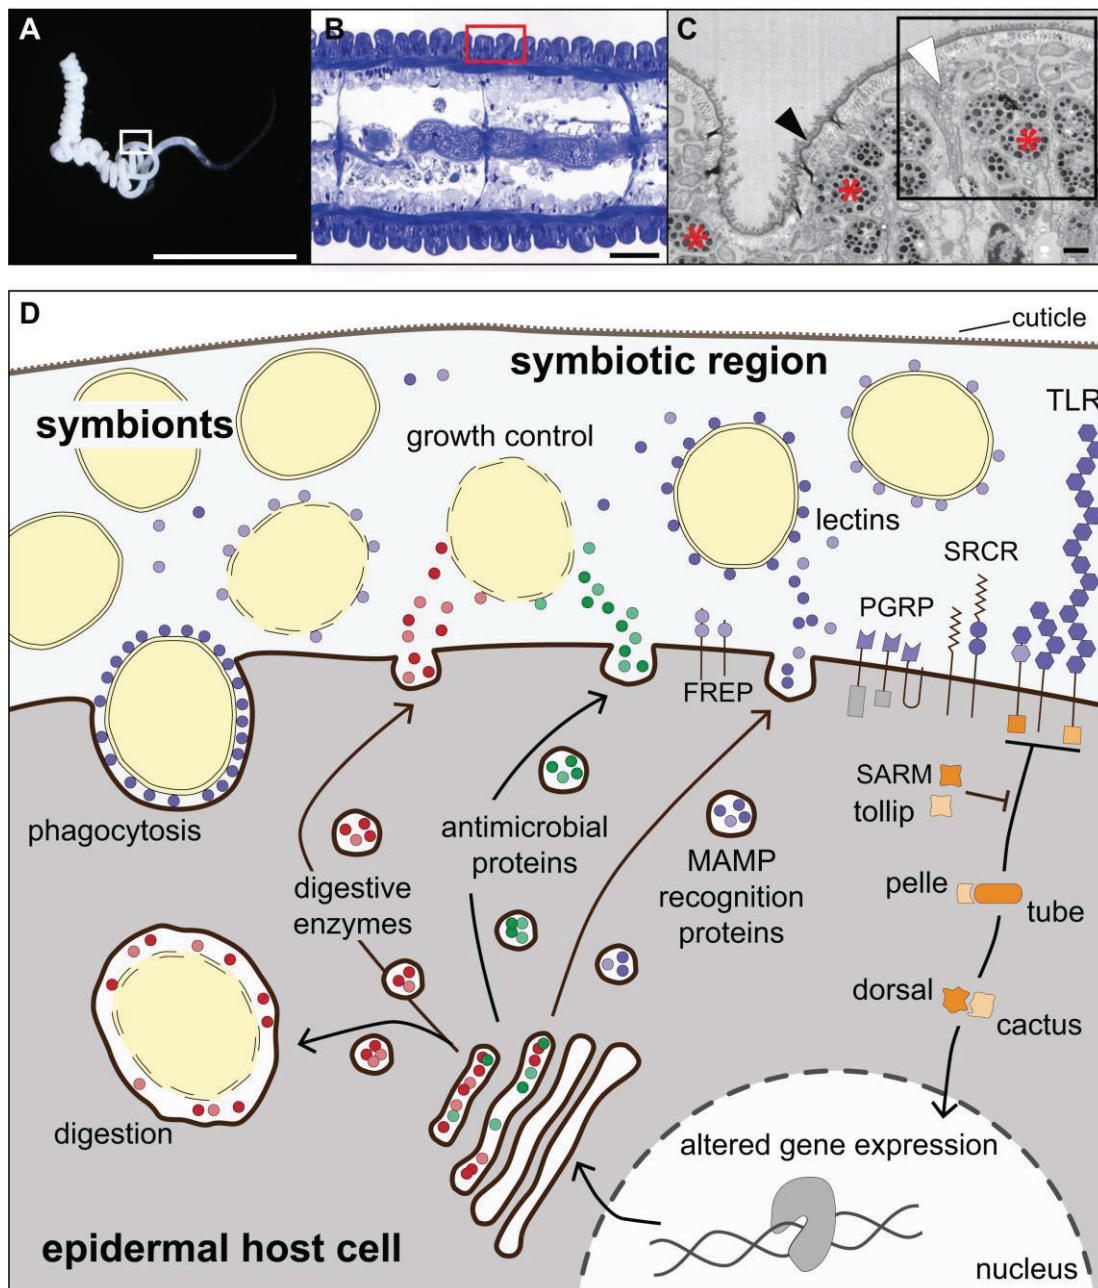 A
B
C
D
cuticle
symbiotic region
symbionts
TLR
growth control
lectins
SRCR
PGRP
FREP
phagocytosis
SARM
tollip
antimicrobial
proteins
digestive
enzymes
MAMP
recognition
proteins
pelle
tube
dorsal
cactus
digestion
altered gene expression
epidermal host cell
nucleus